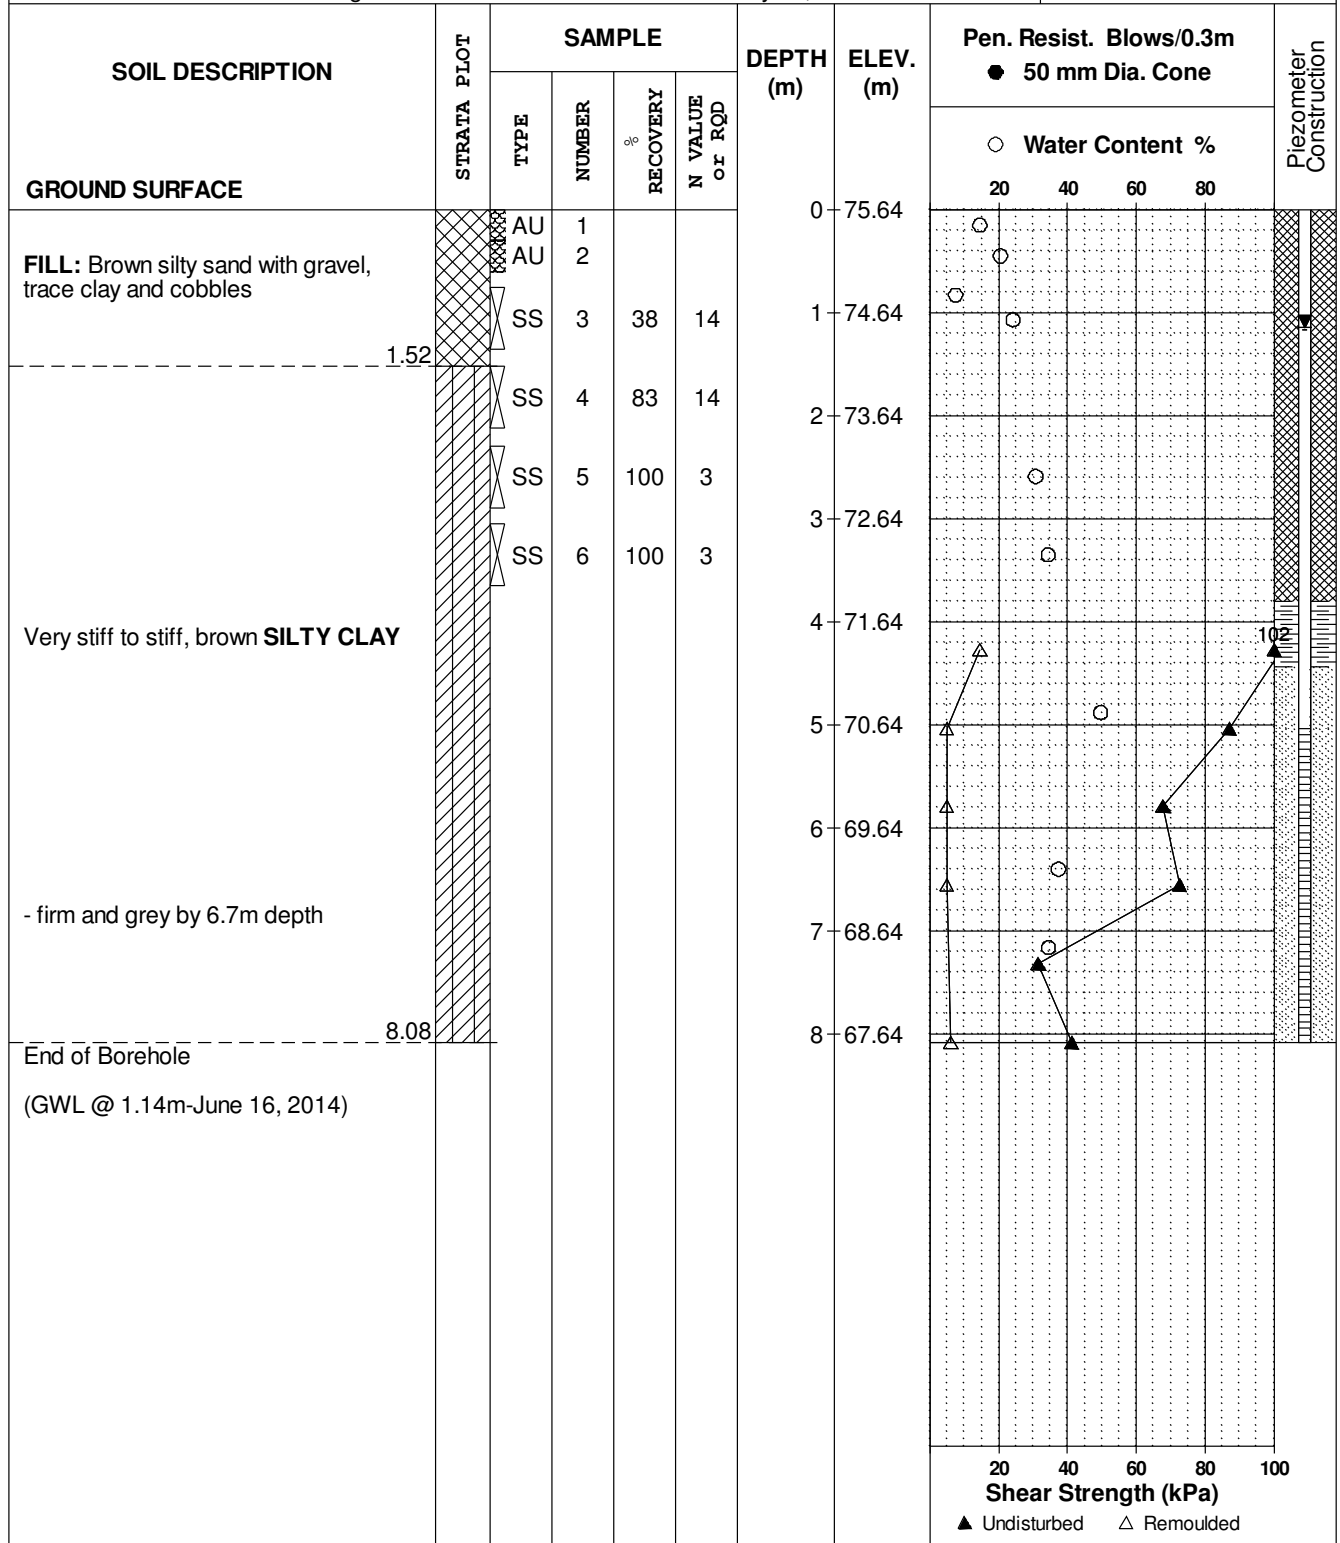 SOIL DESCRIPTION
GROUND SURFACE
STRATA PLOT
SAMPLE
TYPE
NUMBER
%
RECOVERY
N VALUE
or RQD
DEPTH
(m)
ELEV.
(m)
Pen. Resist. Blows/0.3m
● 50 mm Dia. Cone
○ Water Content %
20 40 60 80
Piezometer
Construction
0 75.64
AU 1
AU 2
FILL: Brown silty sand with gravel,
trace clay and cobbles
1 74.64
SS 3 38 14
1.52
SS 4 83 14
2 73.64
SS 5 100 3
3 72.64
SS 6 100 3
4 71.64
102
Very stiff to stiff, brown SILTY CLAY
5 70.64
6 69.64
- firm and grey by 6.7m depth
7 68.64
8.08
8 67.64
End of Borehole
(GWL @ 1.14m-June 16, 2014)
20 40 60 80 100
Shear Strength (kPa)
▲ Undisturbed △ Remoulded